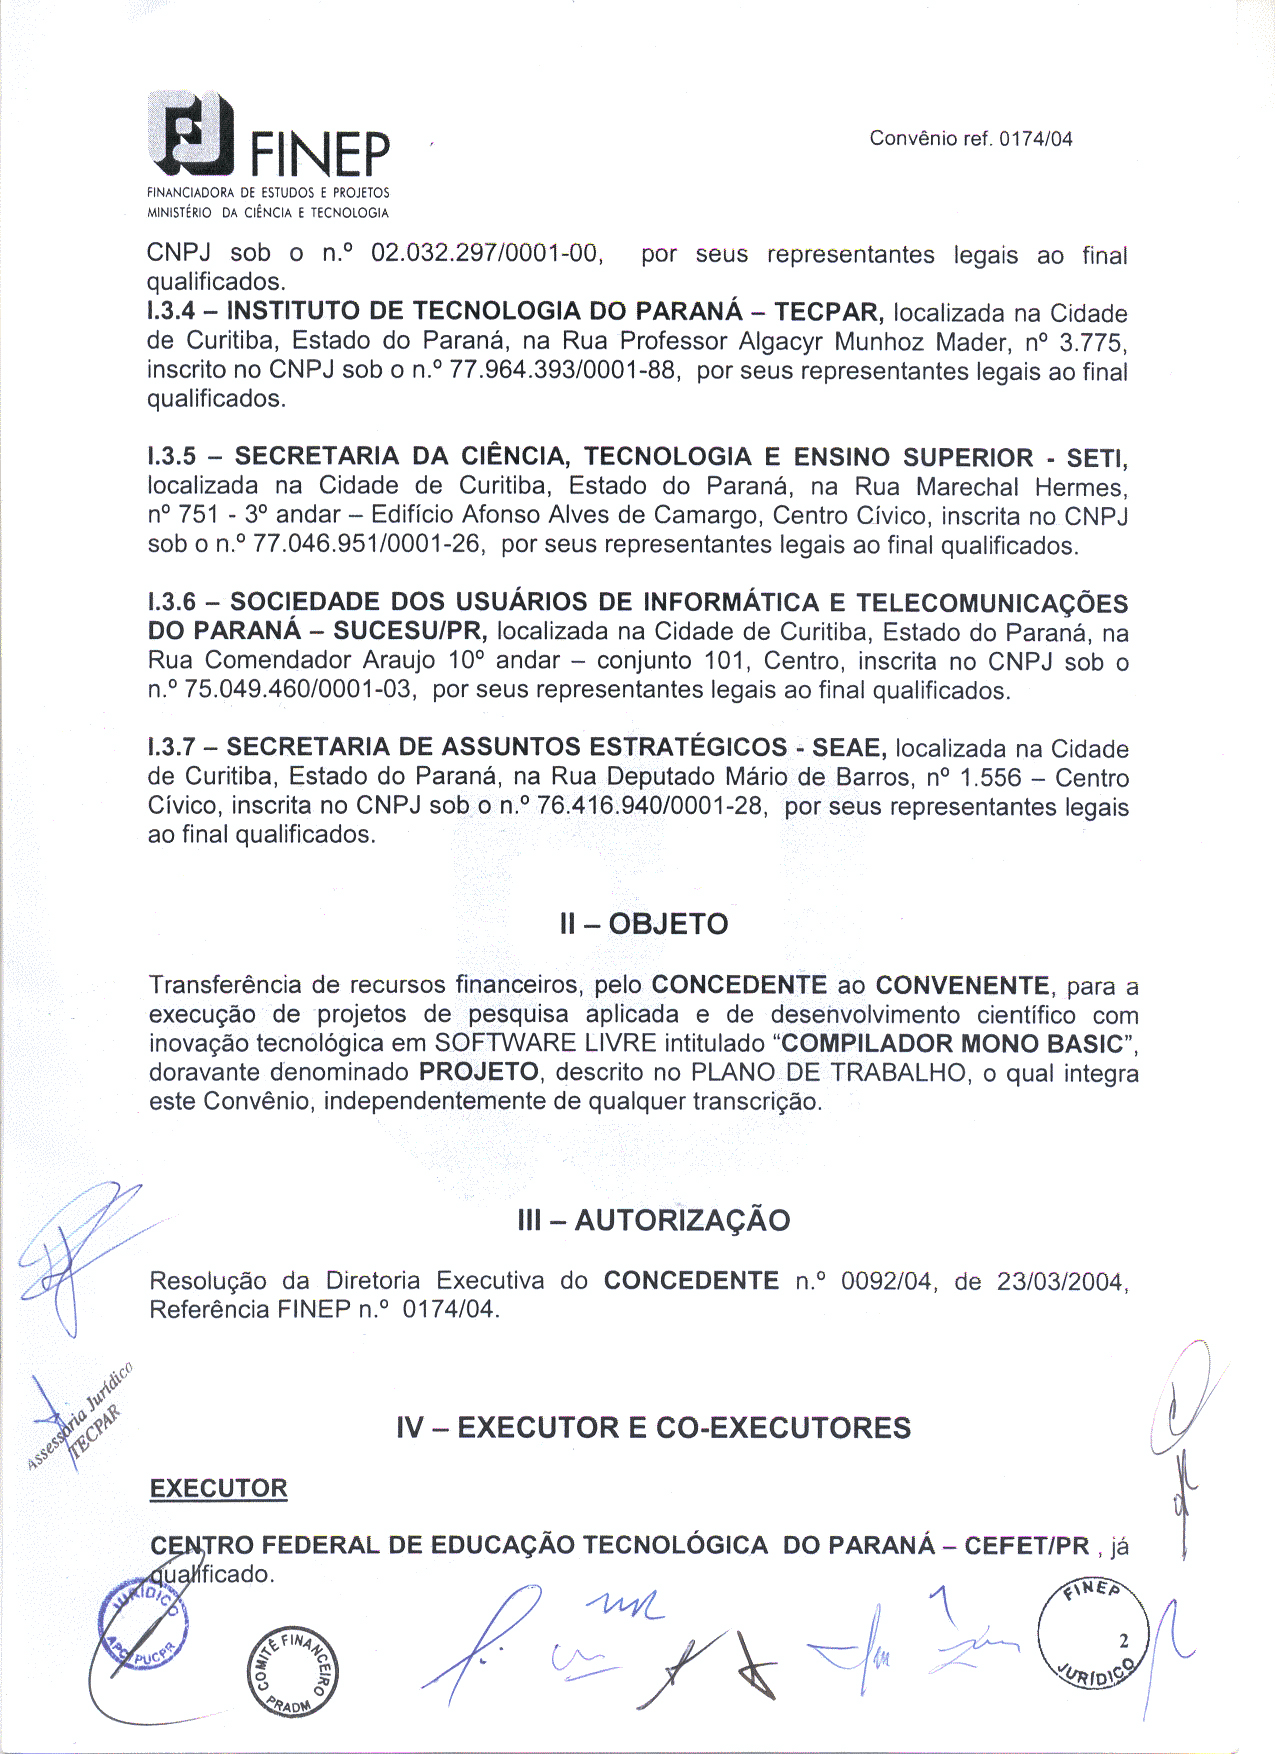 FINEP
Convênio ref. 0174/04
FINANCIADORA DE ESTUDOS E PROJETOS
MINISTÉRIO DA CIÊNCIA E TECNOLOGIA
CNPJ sob o n.º 02.032.297/0001-00, por seus representantes legais ao final
qualificados.
I.3.4 – INSTITUTO DE TECNOLOGIA DO PARANÁ – TECPAR, localizada na Cidade
de Curitiba, Estado do Paraná, na Rua Professor Algacyr Munhoz Mader, nº 3.775,
inscrito no CNPJ sob o n.º 77.964.393/0001-88, por seus representantes legais ao final
qualificados.
I.3.5 – SECRETARIA DA CIÊNCIA, TECNOLOGIA E ENSINO SUPERIOR - SETI,
localizada na Cidade de Curitiba, Estado do Paraná, na Rua Marechal Hermes,
nº 751 - 3º andar – Edifício Afonso Alves de Camargo, Centro Cívico, inscrita no CNPJ
sob o n.º 77.046.951/0001-26, por seus representantes legais ao final qualificados.
I.3.6 – SOCIEDADE DOS USUÁRIOS DE INFORMÁTICA E TELECOMUNICAÇÕES
DO PARANÁ – SUCESU/PR, localizada na Cidade de Curitiba, Estado do Paraná, na
Rua Comendador Araujo 10º andar – conjunto 101, Centro, inscrita no CNPJ sob o
n.º 75.049.460/0001-03, por seus representantes legais ao final qualificados.
I.3.7 – SECRETARIA DE ASSUNTOS ESTRATÉGICOS - SEAE, localizada na Cidade
de Curitiba, Estado do Paraná, na Rua Deputado Mário de Barros, nº 1.556 – Centro
Cívico, inscrita no CNPJ sob o n.º 76.416.940/0001-28, por seus representantes legais
ao final qualificados.
II – OBJETO
Transferência de recursos financeiros, pelo CONCEDENTE ao CONVENENTE, para a
execução de projetos de pesquisa aplicada e de desenvolvimento científico com
inovação tecnológica em SOFTWARE LIVRE intitulado “COMPILADOR MONO BASIC”,
doravante denominado PROJETO, descrito no PLANO DE TRABALHO, o qual integra
este Convênio, independentemente de qualquer transcrição.
III – AUTORIZAÇÃO
Resolução da Diretoria Executiva do CONCEDENTE n.º 0092/04, de 23/03/2004,
Referência FINEP n.º 0174/04.
Assessoria Jurídico
TECPAR
IV – EXECUTOR E CO-EXECUTORES
EXECUTOR
CENTRO FEDERAL DE EDUCAÇÃO TECNOLÓGICA DO PARANÁ – CEFET/PR , já
qualificado.
JURÍDICO
APC/PUCPR
COMITÊ FINANCEIRO
PRADM
FINEP
2
JURÍDICO